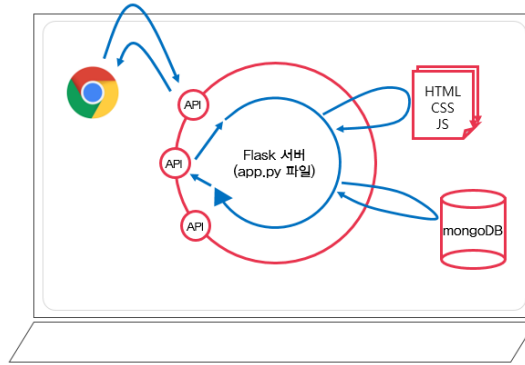 API
HTML
CSS
JS
API
Flask 서버
(app.py 파일)
API
mongoDB